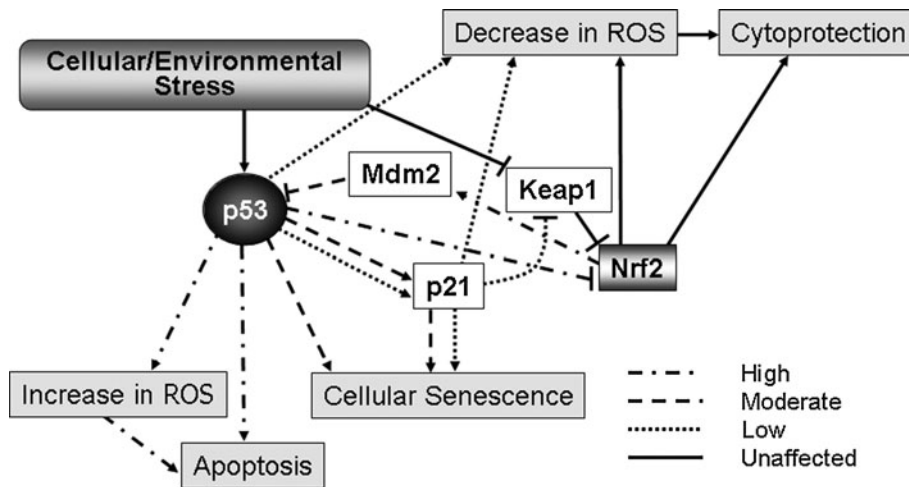 Decrease in ROS
Cytoprotection
Cellular/Environmental
Stress
Mdm2
Keap1
p53
p21
Nrf2
Increase in ROS
Cellular Senescence
Apoptosis
High
Moderate
Low
Unaffected